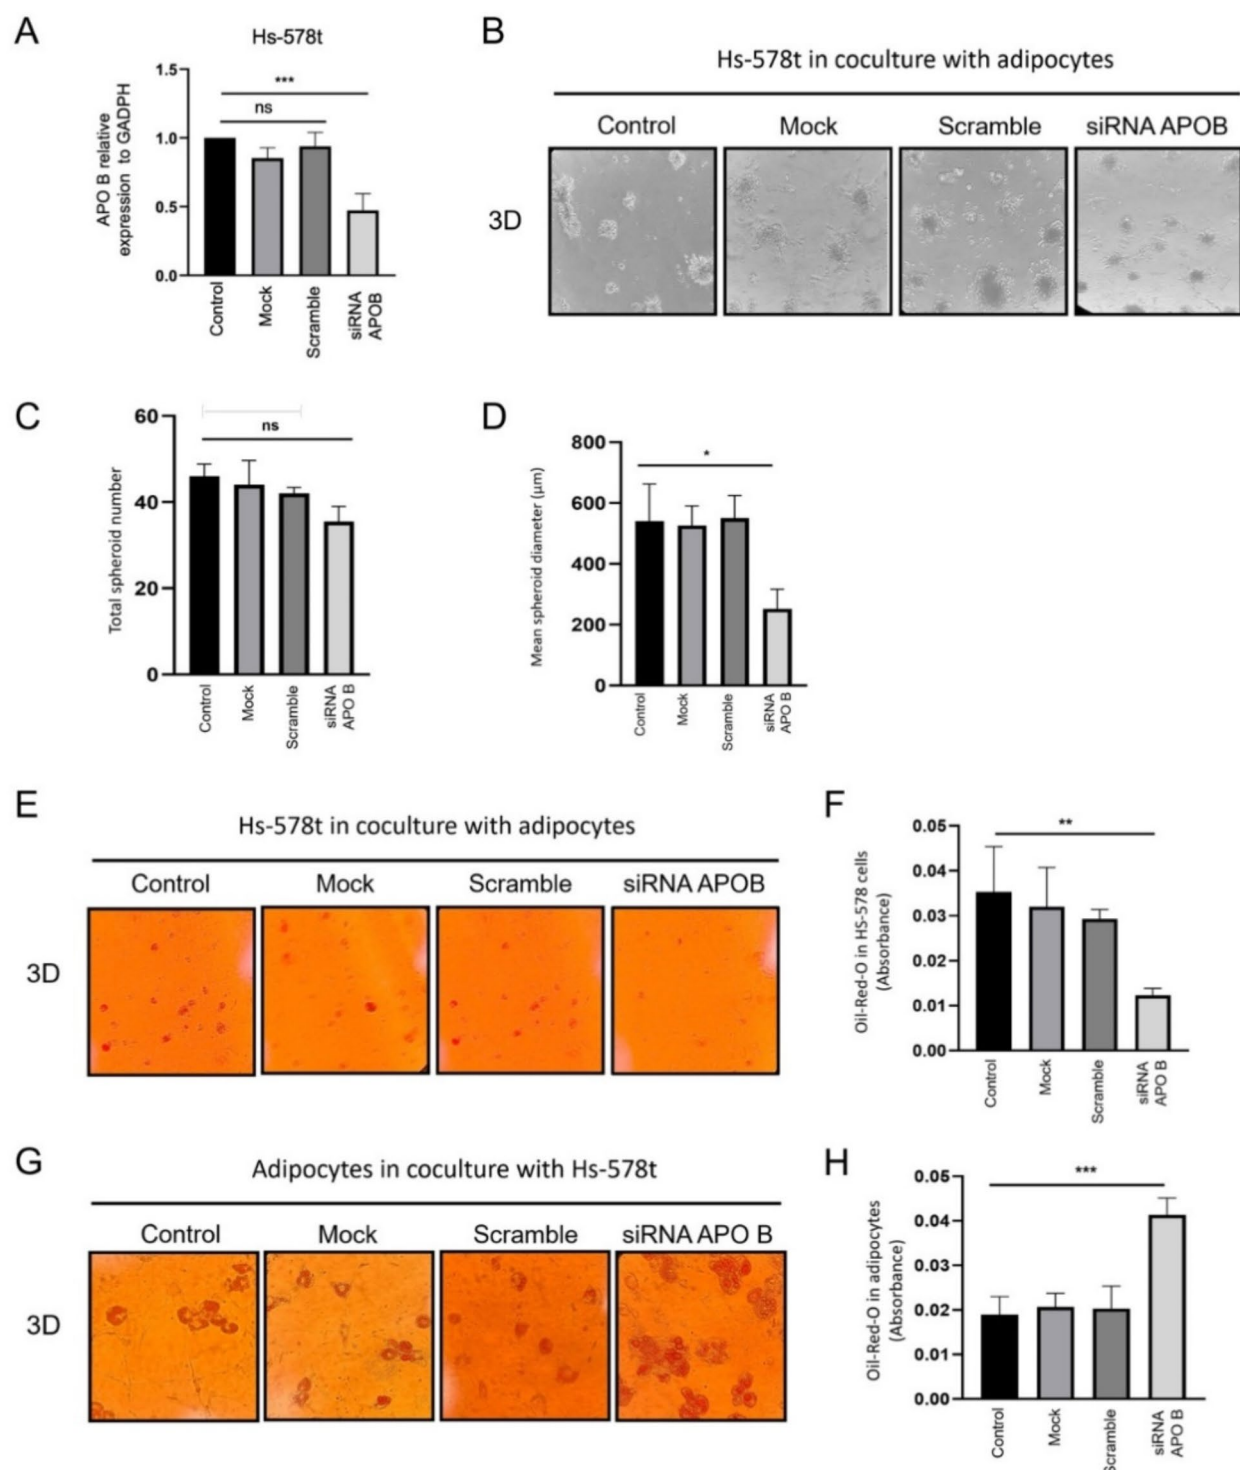 A
Hs-578t
APO B relative
expression to GADPH
1.5
1.0
0.5
0.0
***
ns
Control
Mock
Scramble
siRNA
APOB
B
Hs-578t in coculture with adipocytes
Control
Mock
Scramble
siRNA APOB
3D
C
Total spheroid number
60
40
20
0
ns
Control
Mock
Scramble
siRNA
APO B
D
Mean spheroid diameter (µm)
800
600
400
200
0
*
Control
Mock
Scramble
siRNA
APO B
E
Hs-578t in coculture with adipocytes
Control
Mock
Scramble
siRNA APOB
3D
F
Oil-Red-O in HS-578 cells
(Absorbance)
0.05
0.04
0.03
0.02
0.01
0.00
**
Control
Mock
Scramble
siRNA
APO B
G
Adipocytes in coculture with Hs-578t
Control
Mock
Scramble
siRNA APO B
3D
H
Oil-Red-O in adipocytes
(Absorbance)
0.05
0.04
0.03
0.02
0.01
0.00
***
Control
Mock
Scramble
siRNA
APO B